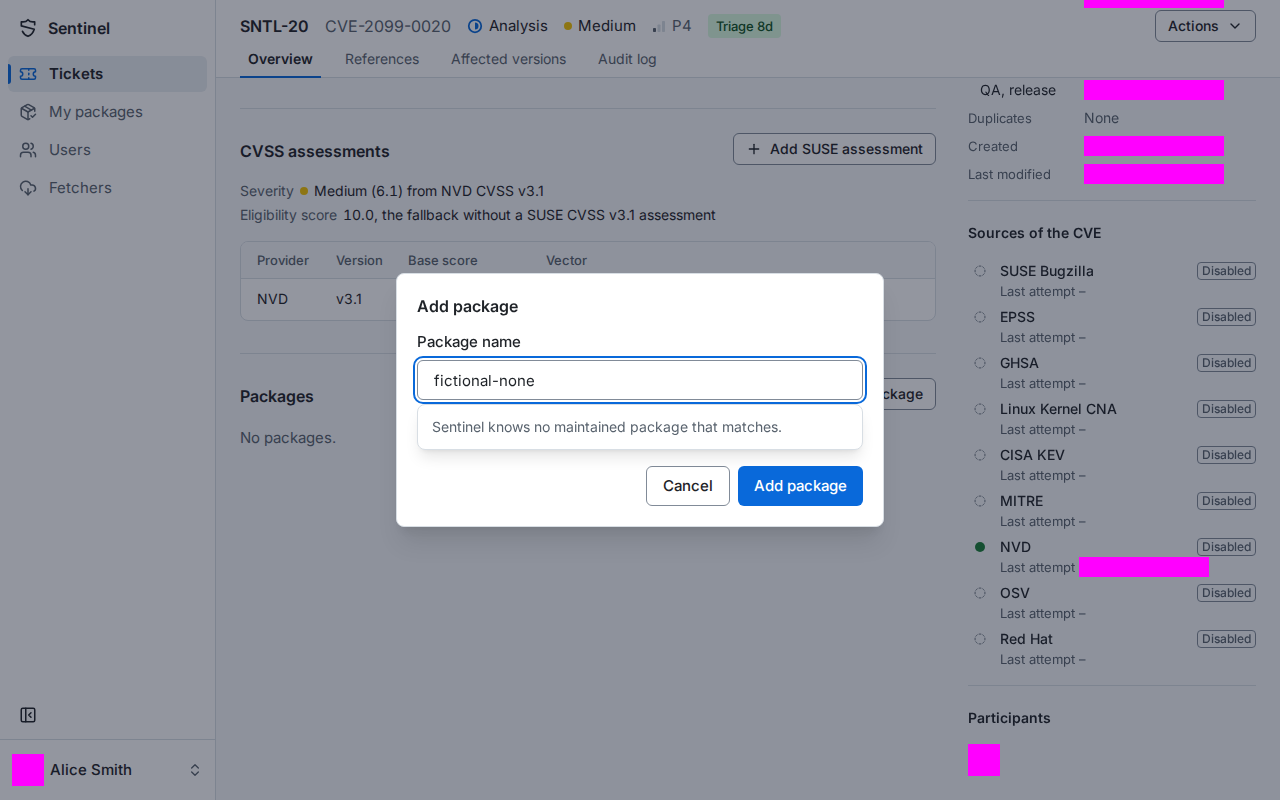 Sentinel
Tickets
My packages
Users
Fetchers
Alice Smith
SNTL-20 CVE-2099-0020 Analysis Medium P4 Triage 8d
Actions
Overview References Affected versions Audit log
CVSS assessments
Add SUSE assessment
Severity Medium (6.1) from NVD CVSS v3.1
Eligibility score 10.0, the fallback without a SUSE CVSS v3.1 assessment
Provider Version Base score Vector
NVD v3.1
Packages
ckage
No packages.
Add package
Package name
fictional-none
Sentinel knows no maintained package that matches.
Cancel Add package
QA, release
Duplicates None
Created
Last modified
Sources of the CVE
SUSE Bugzilla Disabled
Last attempt –
EPSS Disabled
Last attempt –
GHSA Disabled
Last attempt –
Linux Kernel CNA Disabled
Last attempt –
CISA KEV Disabled
Last attempt –
MITRE Disabled
Last attempt –
NVD Disabled
Last attempt
OSV Disabled
Last attempt –
Red Hat Disabled
Last attempt –
Participants